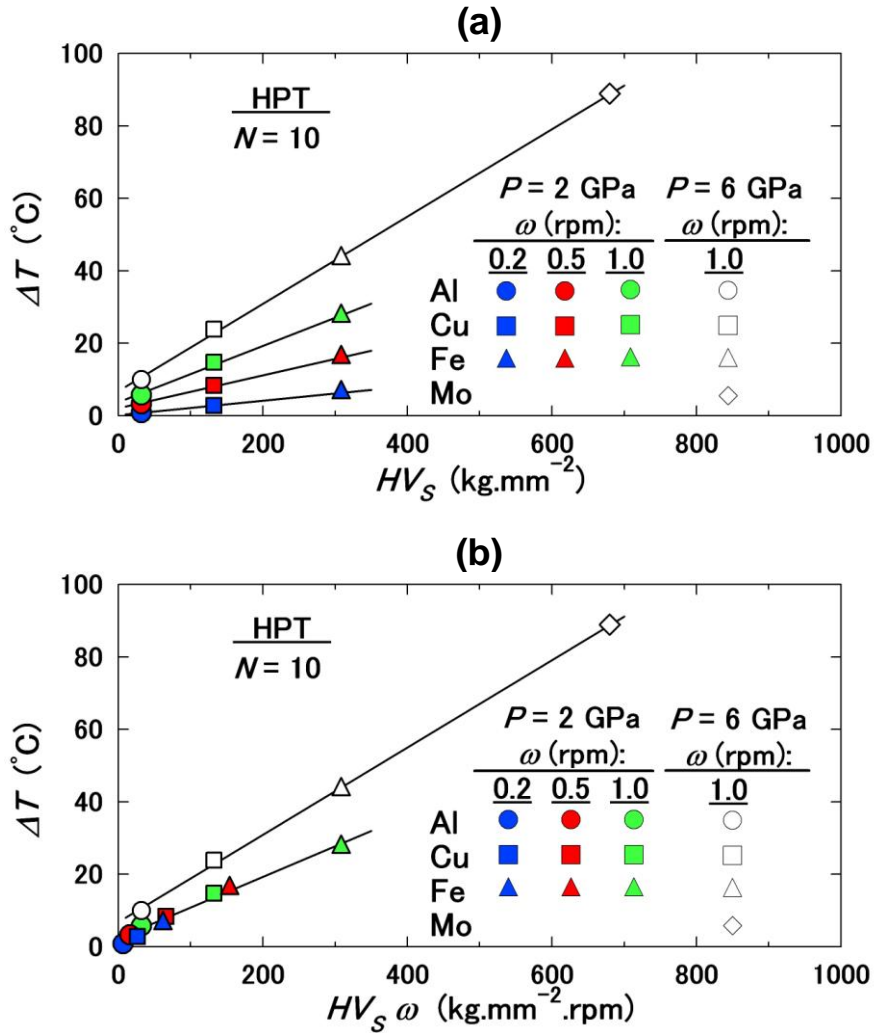 (a)
100
80
60
40
20
0
ΔT (°C)
HPT
N = 10
P = 2 GPa P = 6 GPa
ω (rpm): ω (rpm):
0.2 0.5 1.0 1.0
Al
Cu
Fe
Mo
0 200 400 600 800 1000
HVS (kg.mm⁻²)
(b)
100
80
60
40
20
0
ΔT (°C)
HPT
N = 10
P = 2 GPa P = 6 GPa
ω (rpm): ω (rpm):
0.2 0.5 1.0 1.0
Al
Cu
Fe
Mo
0 200 400 600 800 1000
HVS ω (kg.mm⁻².rpm)